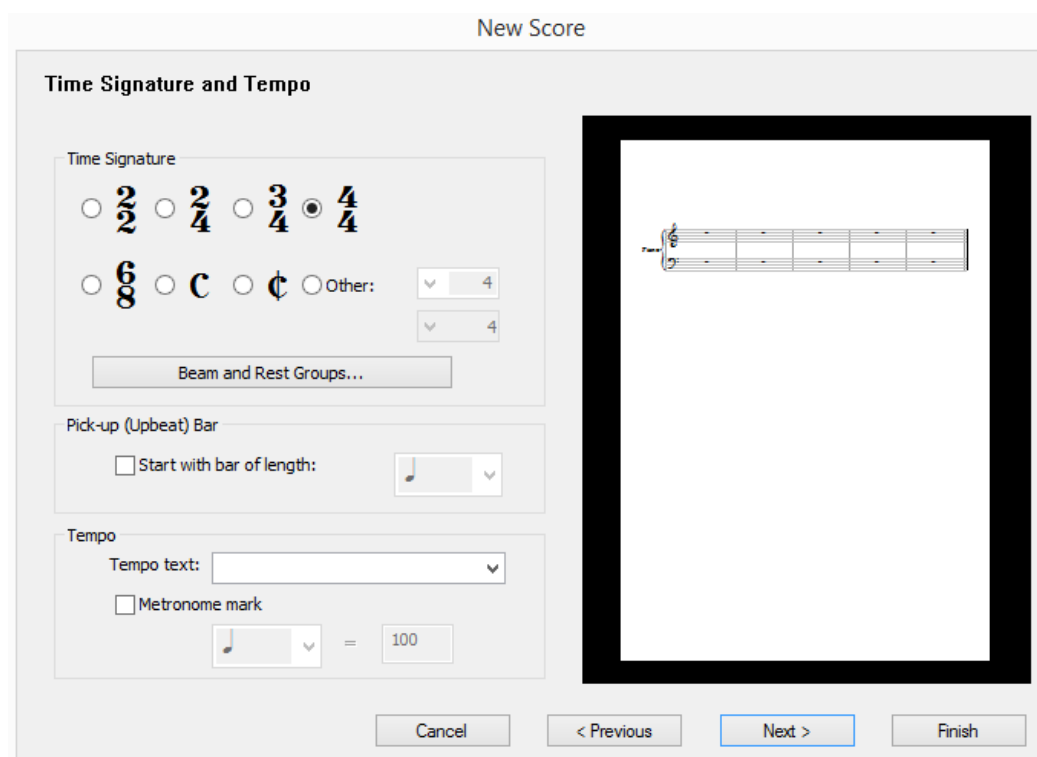 New Score
Time Signature and Tempo
Time Signature
2/2 2/4 3/4 4/4
6/8 C ¢ Other: 4
4
Beam and Rest Groups...
Pick-up (Upbeat) Bar
Start with bar of length:
Tempo
Tempo text:
Metronome mark
= 100
Cancel < Previous Next > Finish